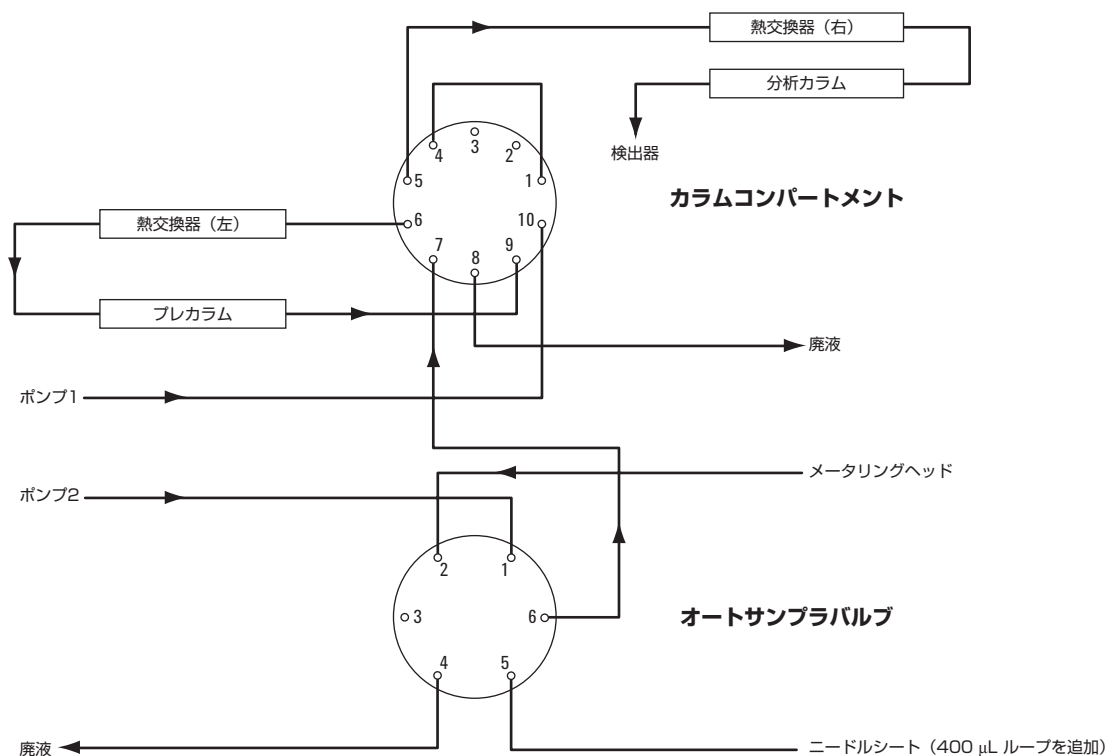 熱交換器（右）
分析カラム
検出器
4
3
2
5
1
カラムコンパートメント
熱交換器（左）
6
10
7
8
9
プレカラム
廃液
ポンプ1
メータリングヘッド
ポンプ2
2
1
3
6
オートサンプラバルブ
4
5
廃液
ニードルシート（400 μL ループを追加）